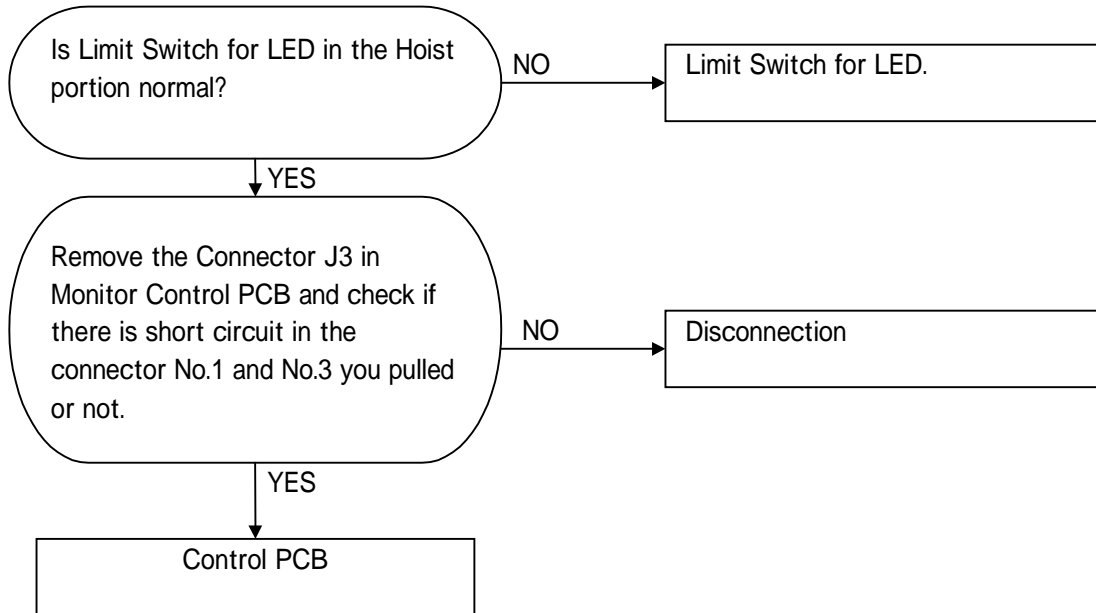 Is Limit Switch for LED in the Hoist
portion normal?
NO
Limit Switch for LED.
YES
Remove the Connector J3 in
Monitor Control PCB and check if
there is short circuit in the
connector No.1 and No.3 you pulled
or not.
NO
Disconnection
YES
Control PCB